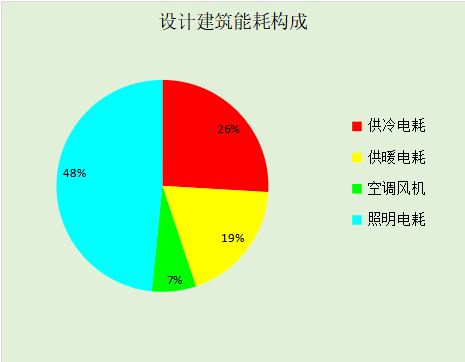 设计建筑能耗构成
26%
供冷电耗
供暖电耗
48%
空调风机
照明电耗
19%
7%